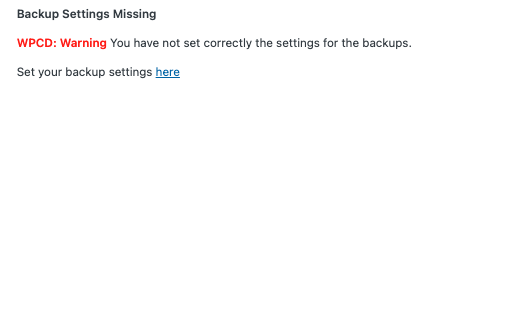 Backup Settings Missing
WPCD: Warning You have not set correctly the settings for the backups.
Set your backup settings here